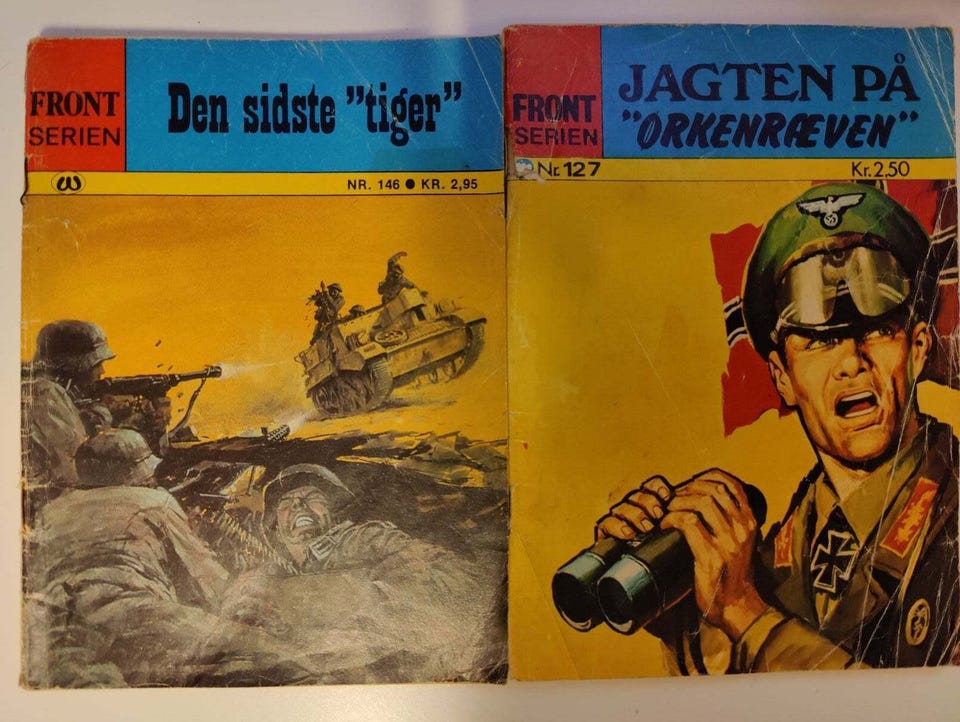 FRONT
SERIEN
Den sidste "tiger"
NR. 146 ● KR. 2,95
FRONT
SERIEN
JAGTEN PÅ
"ØRKENRÆVEN"
Nr. 127
Kr. 2,50